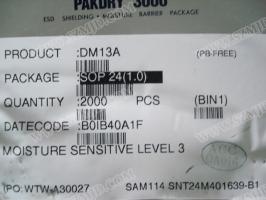 PAKDRY 3000
ESD SHIELDING • MOISTURE BARRIER PACKAGE
PRODUCT :DM13A (PB-FREE)
PACKAGE :SOP 24(1.0)
QUANTITY :2000 PCS (BIN1)
DATECODE :B0IB40A1F
MOISTURE SENSITIVE LEVEL 3
PO: WTW-A30027 SAM114 SNT24M401639-B1